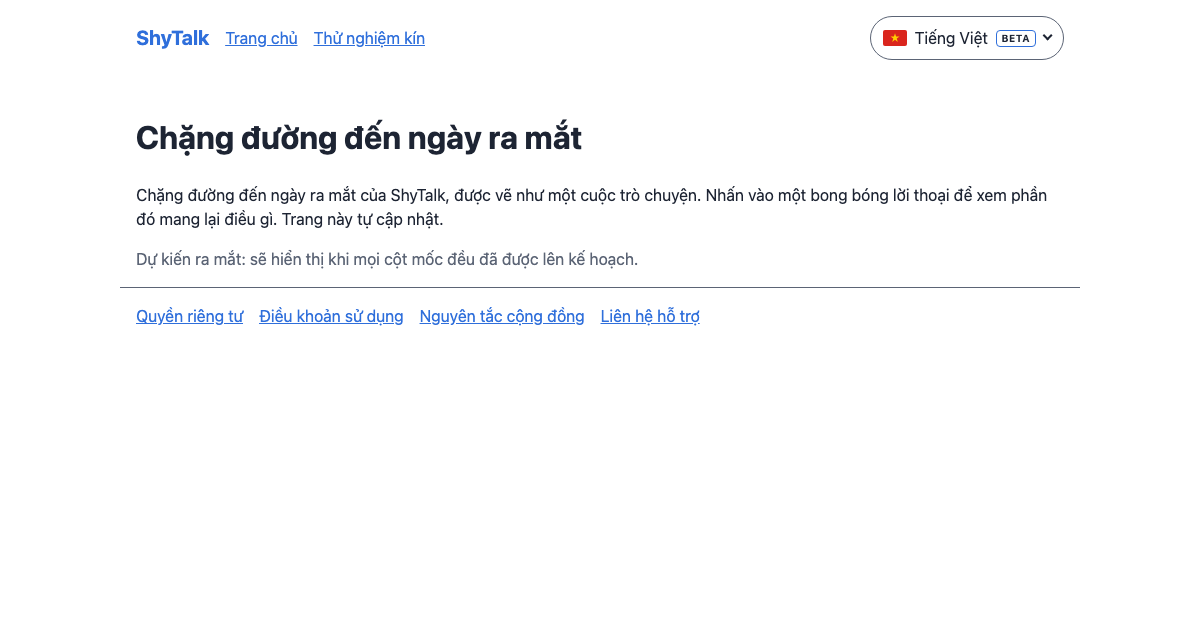 ShyTalk Trang chủ Thử nghiệm kín Tiếng Việt BETA
Chặng đường đến ngày ra mắt
Chặng đường đến ngày ra mắt của ShyTalk, được vẽ như một cuộc trò chuyện. Nhấn vào một bong bóng lời thoại để xem phần
đó mang lại điều gì. Trang này tự cập nhật.
Dự kiến ra mắt: sẽ hiển thị khi mọi cột mốc đều đã được lên kế hoạch.
Quyền riêng tư Điều khoản sử dụng Nguyên tắc cộng đồng Liên hệ hỗ trợ